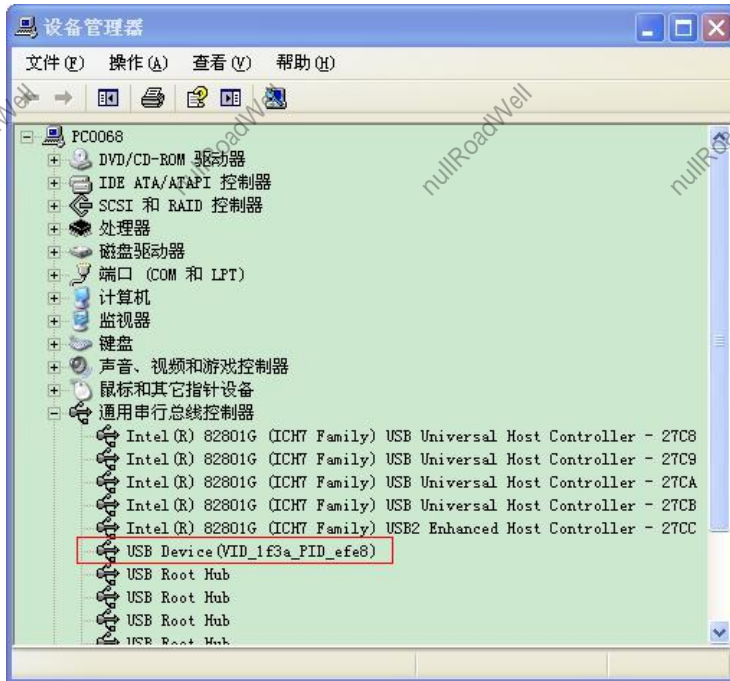 设备管理器
文件(F) 操作(A) 查看(V) 帮助(H)
PC0068
DVD/CD-ROM 驱动器
IDE ATA/ATAPI 控制器
SCSI 和 RAID 控制器
处理器
磁盘驱动器
端口 (COM 和 LPT)
计算机
监视器
键盘
声音、视频和游戏控制器
鼠标和其它指针设备
通用串行总线控制器
Intel(R) 82801G (ICH7 Family) USB Universal Host Controller - 27C8
Intel(R) 82801G (ICH7 Family) USB Universal Host Controller - 27C9
Intel(R) 82801G (ICH7 Family) USB Universal Host Controller - 27CA
Intel(R) 82801G (ICH7 Family) USB Universal Host Controller - 27CB
Intel(R) 82801G (ICH7 Family) USB2 Enhanced Host Controller - 27CC
USB Device(VID_1f3a_PID_efe8)
USB Root Hub
USB Root Hub
USB Root Hub
USB Root Hub
nullRoadWell
nullRoadWell